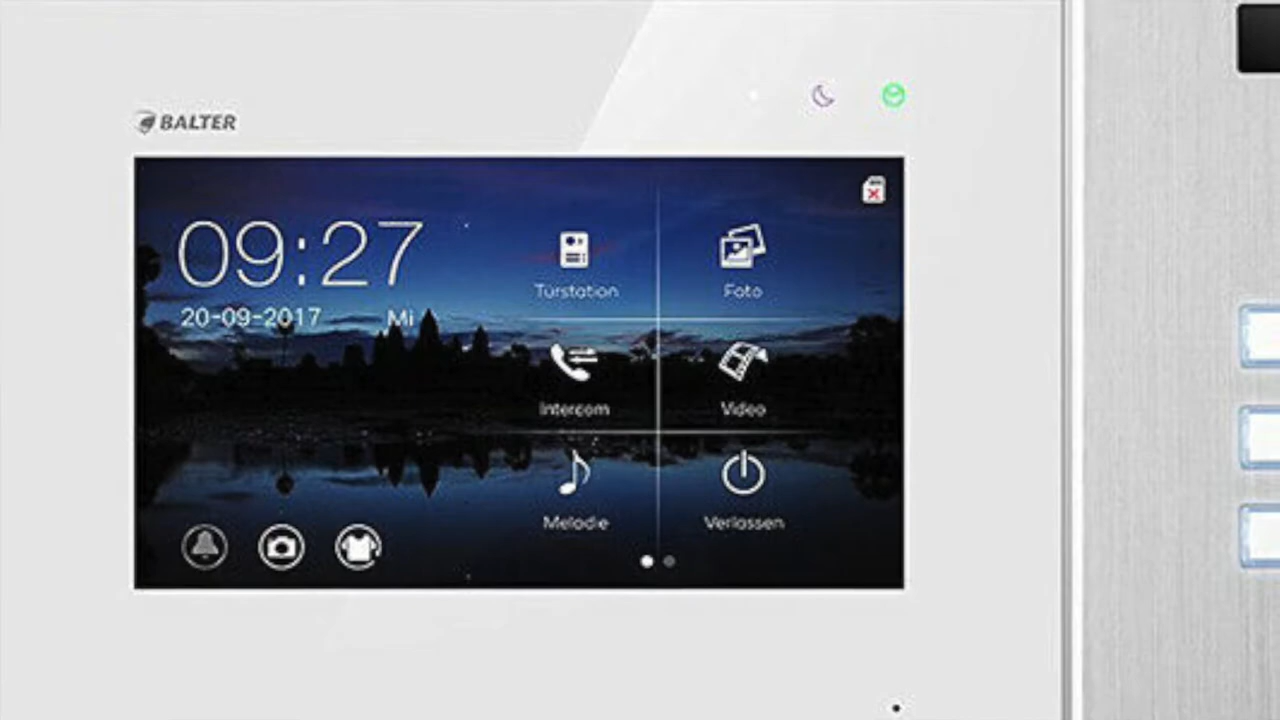 BALTER
09:27
20-09-2017 Mi
Türstation
Foto
Intercom
Video
Melodie
Verlassen